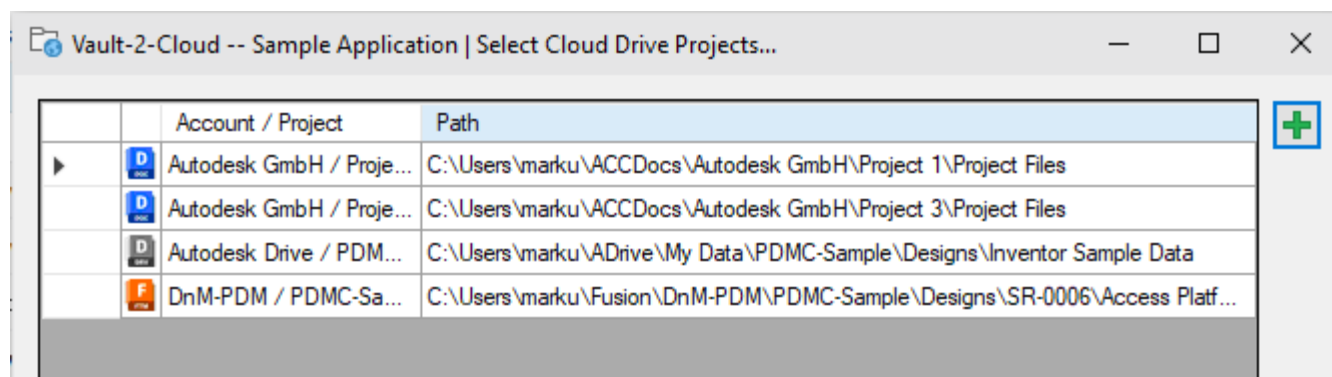 Vault-2-Cloud -- Sample Application | Select Cloud Drive Projects...
Account / Project Path
D Autodesk GmbH / Proje... C:\Users\marku\ACCDocs\Autodesk GmbH\Project 1\Project Files
D Autodesk GmbH / Proje... C:\Users\marku\ACCDocs\Autodesk GmbH\Project 3\Project Files
D Autodesk Drive / PDM... C:\Users\marku\ADrive\My Data\PDMC-Sample\Designs\Inventor Sample Data
F DnM-PDM / PDMC-Sa... C:\Users\marku\Fusion\DnM-PDM\PDMC-Sample\Designs\SR-0006\Access Platf...